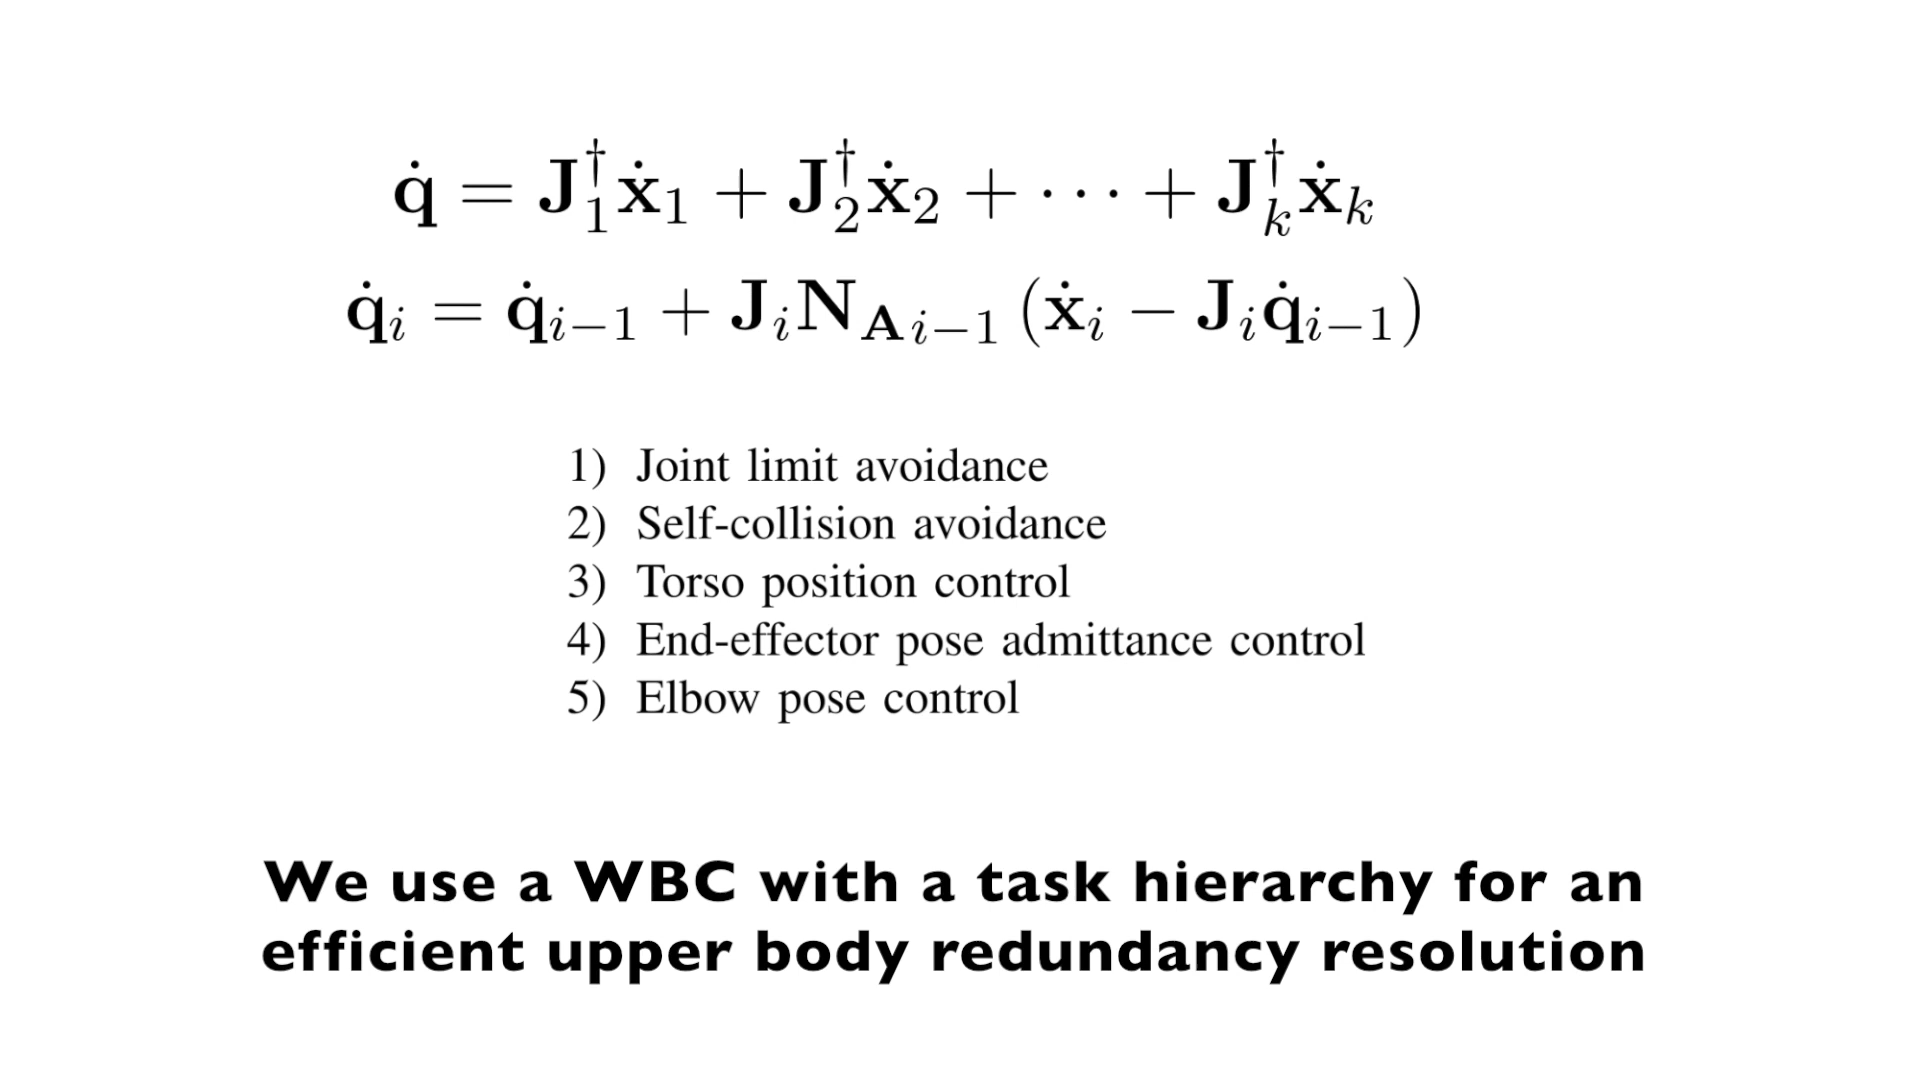 q̇ = J₁†ẋ₁ + J₂†ẋ₂ + ⋯ + Jₖ†ẋₖ
q̇ᵢ = q̇ᵢ₋₁ + JᵢN_A ᵢ₋₁ (ẋᵢ − Jᵢq̇ᵢ₋₁)
1) Joint limit avoidance
2) Self-collision avoidance
3) Torso position control
4) End-effector pose admittance control
5) Elbow pose control
We use a WBC with a task hierarchy for an
efficient upper body redundancy resolution